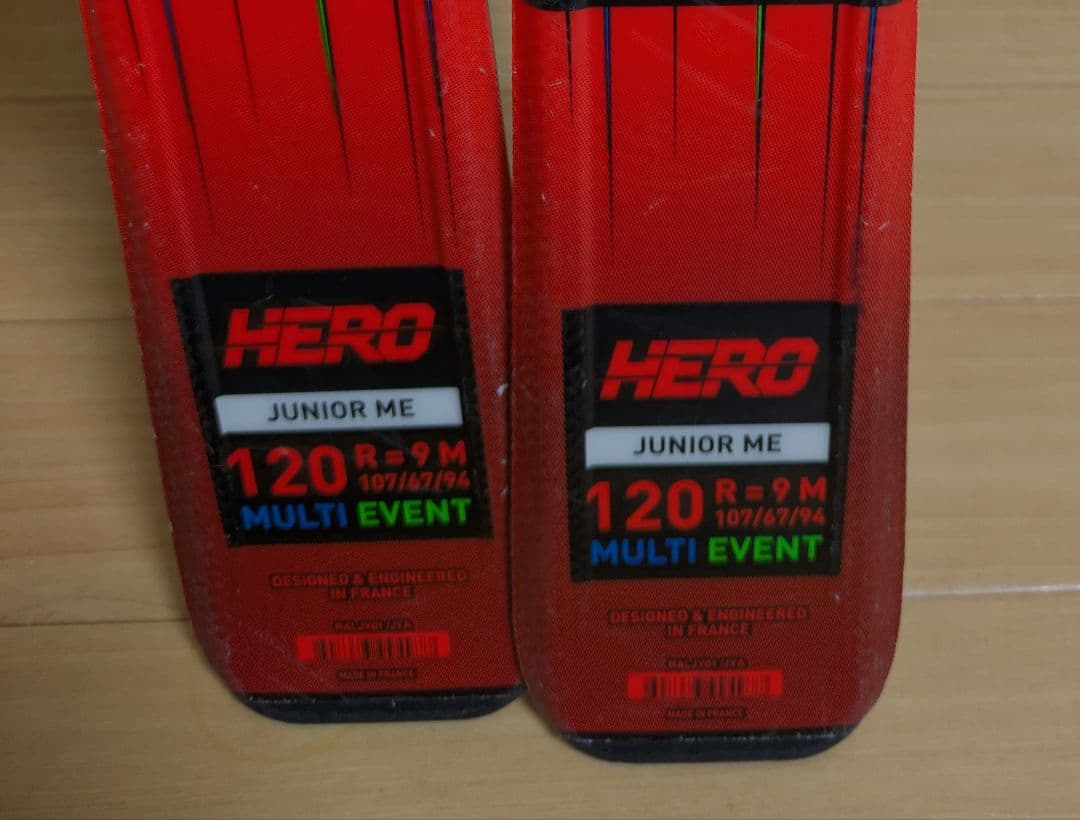 HERO
JUNIOR ME
120 R = 9 M
107/67/94
MULTI EVENT
DESIGNED & ENGINEERED
IN FRANCE
MADE IN FRANCE
HERO
JUNIOR ME
120 R = 9 M
107/67/94
MULTI EVENT
DESIGNED & ENGINEERED
IN FRANCE
MADE IN FRANCE